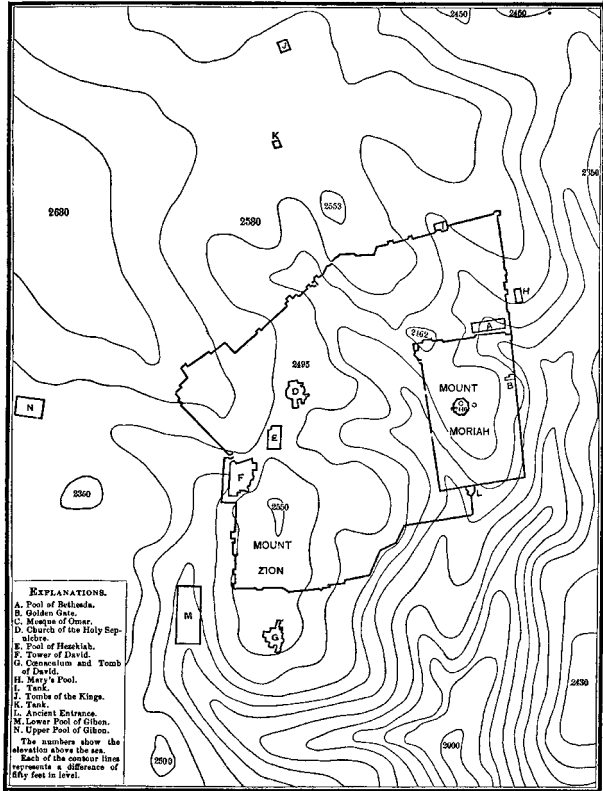 2450
2450
J
K
2350
2680
2580
2553
I
H
2462
A
2495
D
B
MOUNT
C
MORIAH
N
E
F
L
2350
2550
MOUNT
ZION
M
G
EXPLANATIONS.
A. Pool of Bethesda.
B. Golden Gate.
C. Mosque of Omar.
D. Church of the Holy Sep-
ulchre.
E. Pool of Hezekiah.
F. Tower of David.
G. Cœnaculum and Tomb
of David.
H. Mary's Pool.
I. Tank.
J. Tombs of the Kings.
K. Tank.
L. Ancient Entrance.
M. Lower Pool of Gihon.
N. Upper Pool of Gihon.
The numbers show the
elevation above the sea.
Each of the contour lines
represents a difference of
fifty feet in level.
2430
2500